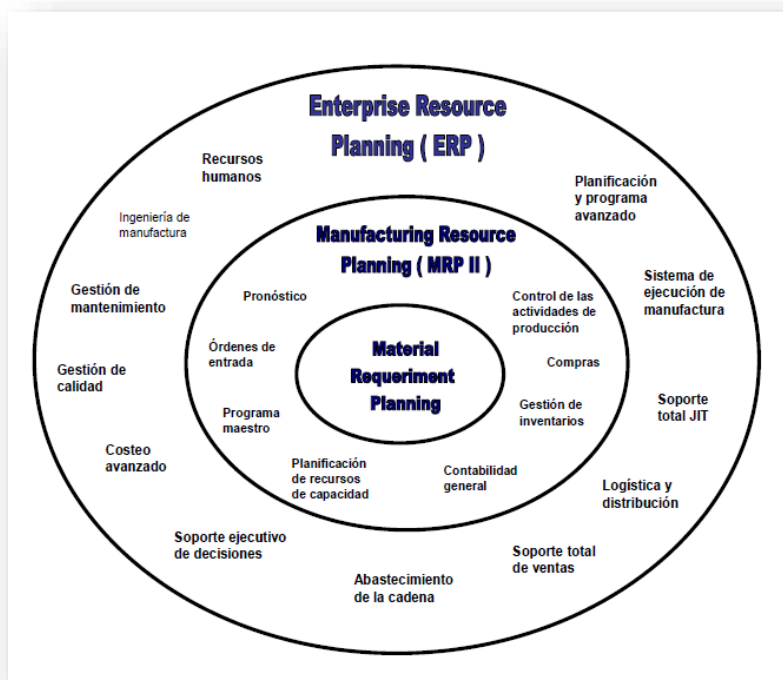 Enterprise Resource
Planning ( ERP )
Recursos
humanos
Planificación
y programa
avanzado
Ingeniería de
manufactura
Manufacturing Resource
Planning ( MRP II )
Gestión de
mantenimiento
Pronóstico
Control de las
actividades de
producción
Sistema de
ejecución de
manufactura
Órdenes de
entrada
Material
Requeriment
Planning
Compras
Gestión de
calidad
Programa
maestro
Gestión de
inventarios
Soporte
total JIT
Costeo
avanzado
Planificación
de recursos
de capacidad
Contabilidad
general
Logística y
distribución
Soporte ejecutivo
de decisiones
Abastecimiento
de la cadena
Soporte total
de ventas